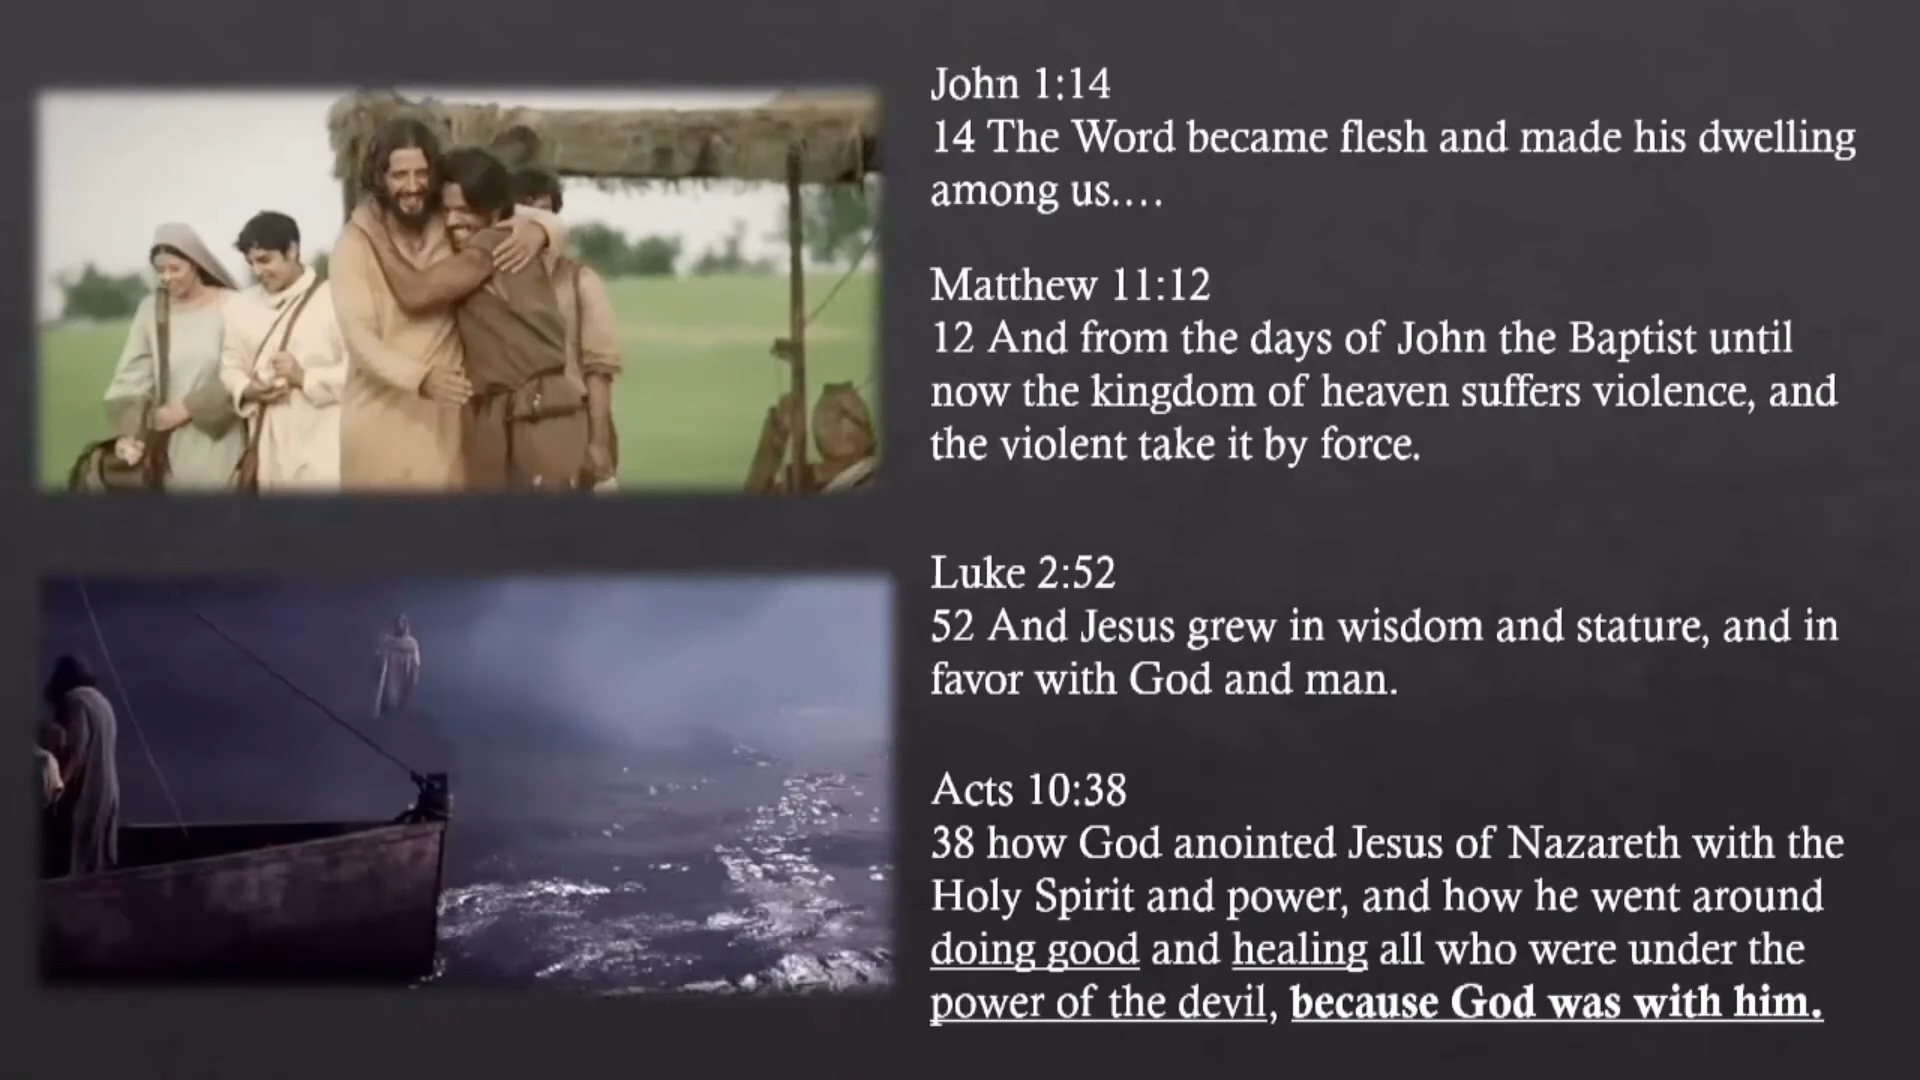 John 1:14
14 The Word became flesh and made his dwelling
among us....
Matthew 11:12
12 And from the days of John the Baptist until
now the kingdom of heaven suffers violence, and
the violent take it by force.
Luke 2:52
52 And Jesus grew in wisdom and stature, and in
favor with God and man.
Acts 10:38
38 how God anointed Jesus of Nazareth with the
Holy Spirit and power, and how he went around
doing good and healing all who were under the
power of the devil, because God was with him.